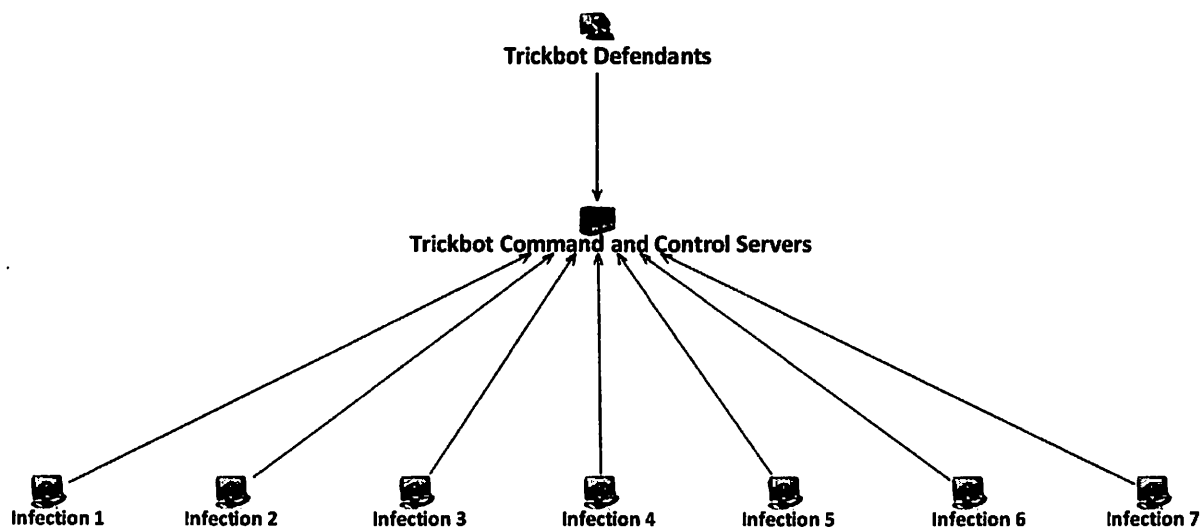 Trickbot Defendants
Trickbot Command and Control Servers
Infection 1 Infection 2 Infection 3 Infection 4 Infection 5 Infection 6 Infection 7